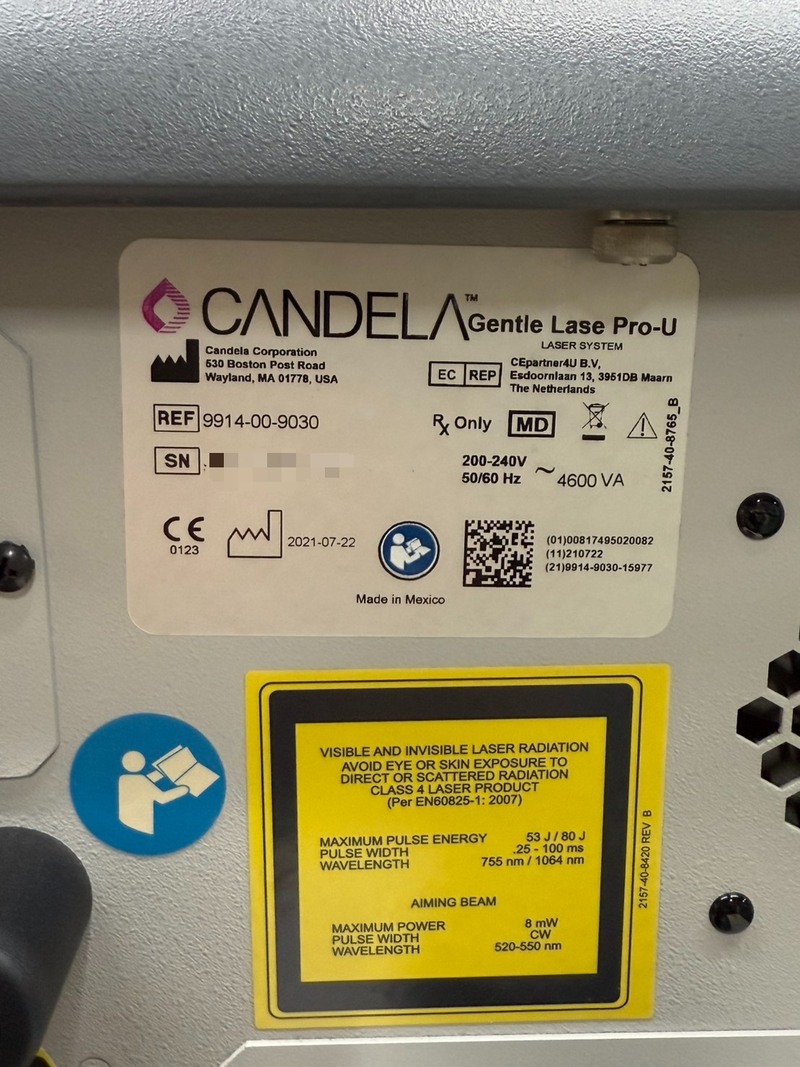 CANDELA™
Gentle Lase Pro-U
LASER SYSTEM
Candela Corporation
530 Boston Post Road
Wayland, MA 01778, USA
EC REP
CEpartner4U B.V,
Esdoornlaan 13, 3951DB Maarn
The Netherlands
REF 9914-00-9030
Rx Only MD
SN
200-240V
50/60 Hz ~ 4600 VA
2157-40-8765_B
CE
0123
2021-07-22
(01)00817495020082
(11)210722
(21)9914-9030-15977
Made in Mexico
VISIBLE AND INVISIBLE LASER RADIATION
AVOID EYE OR SKIN EXPOSURE TO
DIRECT OR SCATTERED RADIATION
CLASS 4 LASER PRODUCT
(Per EN60825-1: 2007)
MAXIMUM PULSE ENERGY 53 J / 80 J
PULSE WIDTH .25 - 100 ms
WAVELENGTH 755 nm / 1064 nm
AIMING BEAM
MAXIMUM POWER 8 mW
PULSE WIDTH CW
WAVELENGTH 520-550 nm
2157-40-8420 REV B